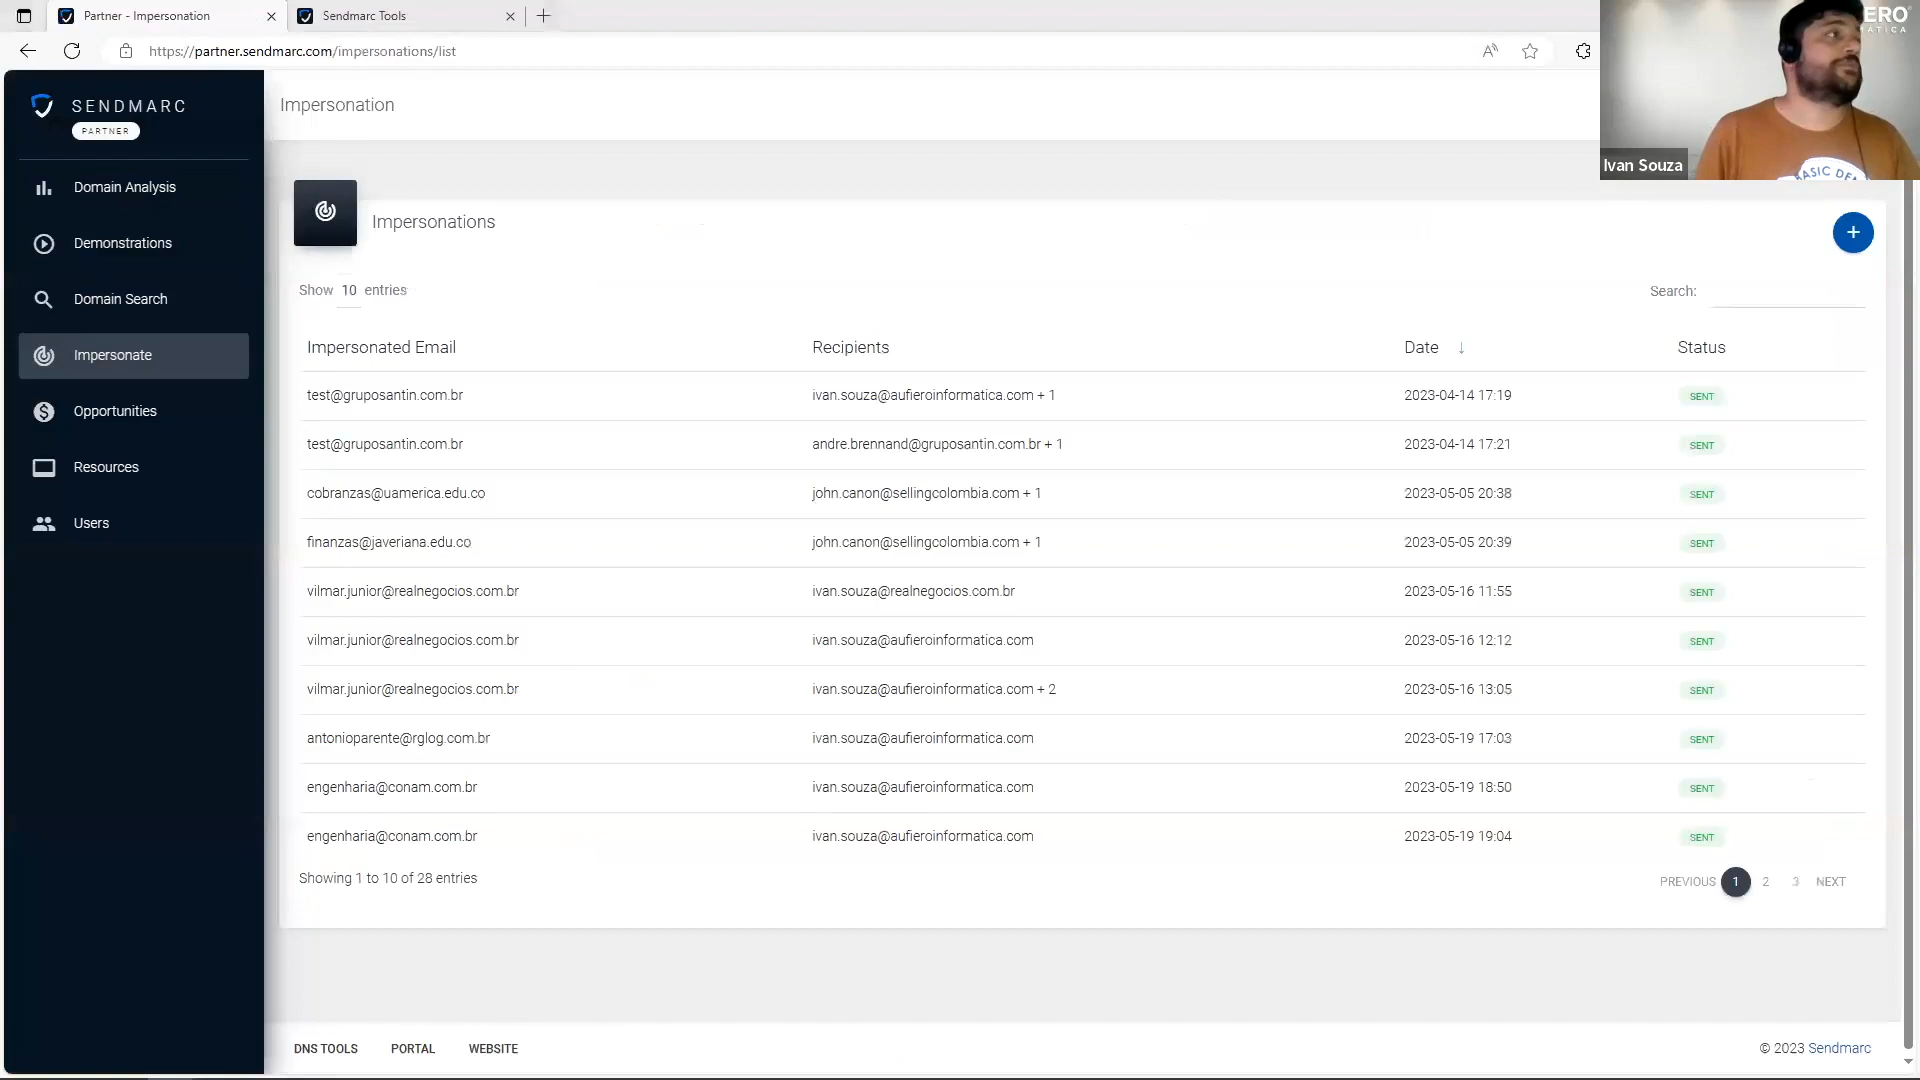 Partner - Impersonation
Sendmarc Tools
https://partner.sendmarc.com/impersonations/list
ERO
ATICA
Ivan Souza
BASIC DE
SENDMARC
PARTNER
Domain Analysis
Demonstrations
Domain Search
Impersonate
Opportunities
Resources
Users
Impersonation
Impersonations
+
Show 10 entries
Search:
Impersonated Email Recipients Date ↓ Status
test@gruposantin.com.br ivan.souza@aufieroinformatica.com + 1 2023-04-14 17:19 SENT
test@gruposantin.com.br andre.brennand@gruposantin.com.br + 1 2023-04-14 17:21 SENT
cobranzas@uamerica.edu.co john.canon@sellingcolombia.com + 1 2023-05-05 20:38 SENT
finanzas@javeriana.edu.co john.canon@sellingcolombia.com + 1 2023-05-05 20:39 SENT
vilmar.junior@realnegocios.com.br ivan.souza@realnegocios.com.br 2023-05-16 11:55 SENT
vilmar.junior@realnegocios.com.br ivan.souza@aufieroinformatica.com 2023-05-16 12:12 SENT
vilmar.junior@realnegocios.com.br ivan.souza@aufieroinformatica.com + 2 2023-05-16 13:05 SENT
antonioparente@rglog.com.br ivan.souza@aufieroinformatica.com 2023-05-19 17:03 SENT
engenharia@conam.com.br ivan.souza@aufieroinformatica.com 2023-05-19 18:50 SENT
engenharia@conam.com.br ivan.souza@aufieroinformatica.com 2023-05-19 19:04 SENT
Showing 1 to 10 of 28 entries
PREVIOUS 1 2 3 NEXT
DNS TOOLS PORTAL WEBSITE
© 2023 Sendmarc